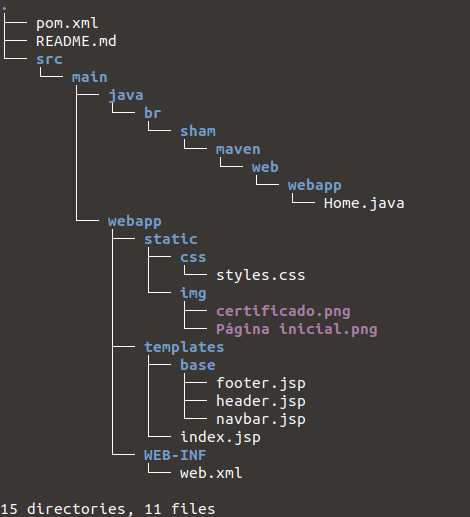 .
├── pom.xml
├── README.md
└── src
    └── main
        ├── java
        │   └── br
        │       └── sham
        │           └── maven
        │               └── web
        │                   └── webapp
        │                       └── Home.java
        └── webapp
            ├── static
            │   ├── css
            │   │   └── styles.css
            │   └── img
            │       ├── certificado.png
            │       └── Página inicial.png
            ├── templates
            │   ├── base
            │   │   ├── footer.jsp
            │   │   ├── header.jsp
            │   │   └── navbar.jsp
            │   └── index.jsp
            └── WEB-INF
                └── web.xml
15 directories, 11 files